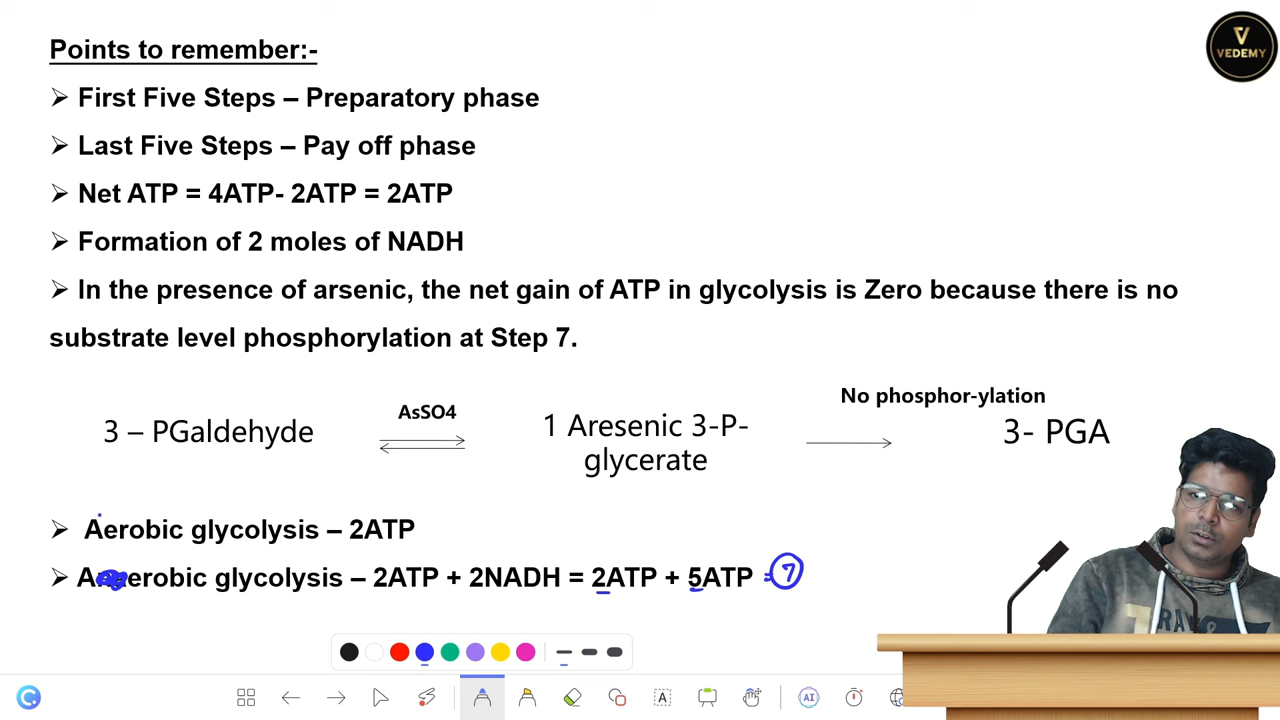 Points to remember:-
VEDEMY
➢ First Five Steps – Preparatory phase
➢ Last Five Steps – Pay off phase
➢ Net ATP = 4ATP- 2ATP = 2ATP
➢ Formation of 2 moles of NADH
➢ In the presence of arsenic, the net gain of ATP in glycolysis is Zero because there is no
substrate level phosphorylation at Step 7.
No phosphor-ylation
3 – PGaldehyde AsSO4 1 Aresenic 3-P- 3- PGA
glycerate
➢ Aerobic glycolysis – 2ATP
➢ Aerobic glycolysis – 2ATP + 2NADH = 2ATP + 5ATP = 7
A
AI